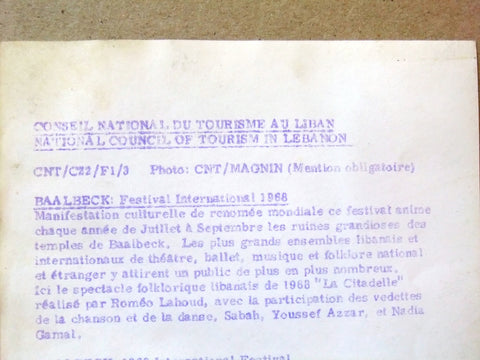 CONSEIL NATIONAL DU TOURISME AU LIBAN
NATIONAL COUNCIL OF TOURISM IN LEBANON
CNT/C22/F1/3 Photo: CNT/MAGNIN (Mention obligatoire)
BAALBECK: Festival International 1968
Manifestation culturelle de renomée mondiale ce festival anime
chaque année de Juillet à Septembre les ruines grandioses des
temples de Baalbeck. Les plus grands ensembles libanais et
internationaux de théâtre, ballet, musique et folklore national
et étranger y attirent un public de plus en plus nombreux.
Ici le spectacle folklorique libanais de 1968 "La Citadelle"
réalisé par Roméo Lahoud, avec la participation des vedettes
de la chanson et de la danse, Sabah, Youssef Azzar, et Nadia
Gamal.
1968 International Festival